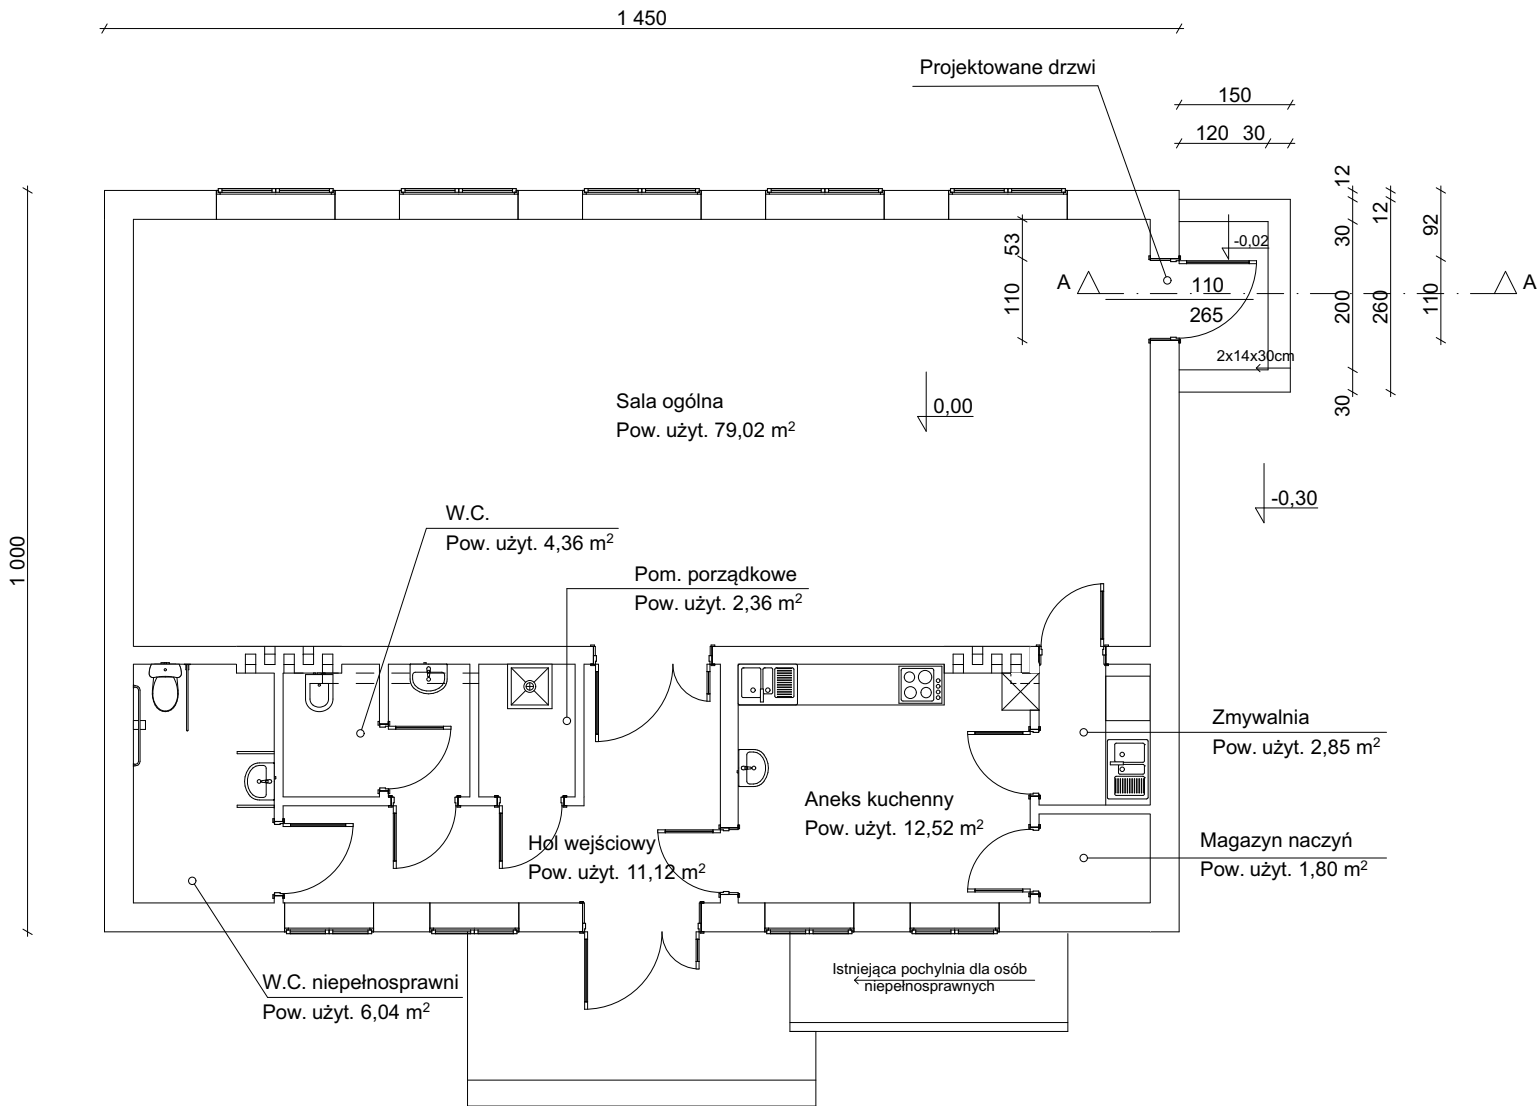 1 450
Projektowane drzwi
150
120 30
12
30
200
30
12
260
92
110
53
110
-0,02
A
A
110
265
2x14x30cm
Sala ogólna
Pow. użyt. 79,02 m²
0,00
-0,30
1 000
W.C.
Pow. użyt. 4,36 m²
Pom. porządkowe
Pow. użyt. 2,36 m²
Zmywalnia
Pow. użyt. 2,85 m²
Aneks kuchenny
Pow. użyt. 12,52 m²
Hol wejściowy
Pow. użyt. 11,12 m²
Magazyn naczyń
Pow. użyt. 1,80 m²
W.C. niepełnosprawni
Pow. użyt. 6,04 m²
Istniejąca pochylnia dla osób
niepełnosprawnych